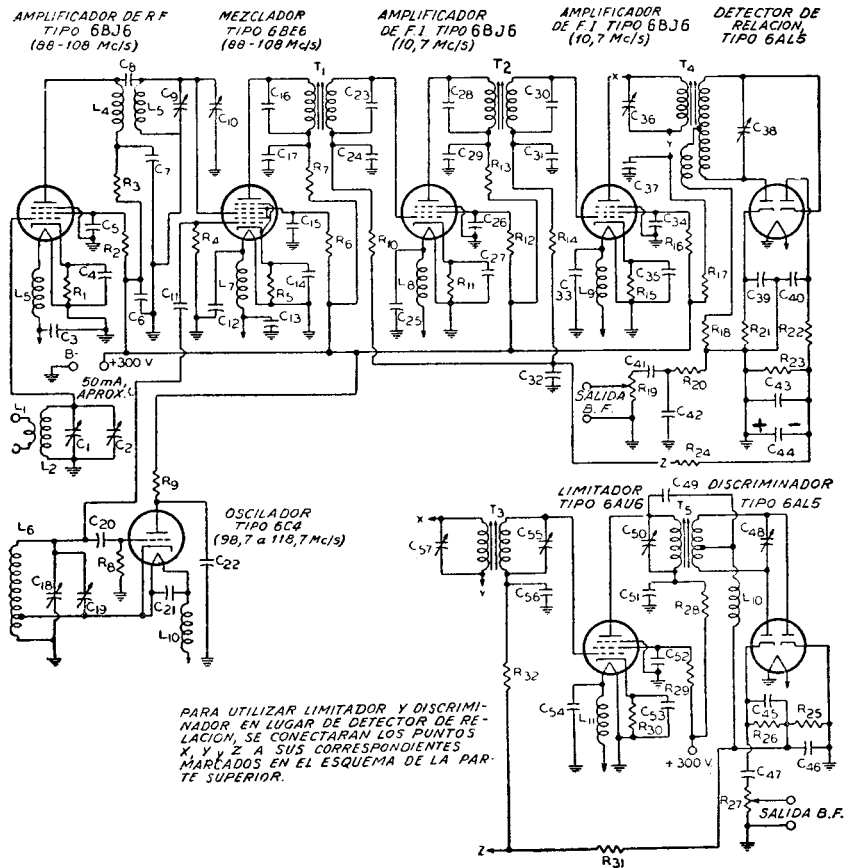 AMPLIFICADOR DE RF
TIPO 6BJ6
(88-108 Mc/s)
MEZCLADOR
TIPO 6BE6
(88-108 Mc/s)
AMPLIFICADOR
DE F.I. TIPO 6BJ6
(10,7 Mc/s)
AMPLIFICADOR
DE F.I. TIPO 6BJ6
(10,7 Mc/s)
DETECTOR DE
RELACION,
TIPO 6AL5
C8
L4
L5
C9
C10
C7
R3
C5
R2
C4
R1
L5
C3
C6
C11
B-
+300 V
50mA,
APROX.
T1
C16
C23
C17
R7
C24
C15
R4
R6
L7
R5
C14
C12
C13
R10
T2
C28
C30
C29
R13
C31
C26
R12
R14
L8
R11
C27
C25
C32
X
T4
C36
Y
C38
C37
C34
R16
C33
L9
R15
C35
R17
R18
C39
C40
R21
R22
C41
R19
R20
SALIDA
B.F.
C42
R23
C43
+ -
C44
Z
R24
L1
L2
C1
C2
R9
OSCILADOR
TIPO 6C4
(98,7 a 118,7 Mc/s)
L6
C20
R8
C18
C19
C21
L10
C22
X
T3
C57
Y
C55
C56
R32
LIMITADOR
TIPO 6AU6
DISCRIMINADOR
TIPO 6AL5
C49
T5
C50
C48
C51
R28
L10
C52
R29
C54
L11
R30
C53
+300 V.
C45
R25
R26
C46
C47
R27
SALIDA B.F.
Z
R31
PARA UTILIZAR LIMITADOR Y DISCRIMI-
NADOR EN LUGAR DE DETECTOR DE RE-
LACION, SE CONECTARAN LOS PUNTOS
X, Y y Z A SUS CORRESPONDIENTES
MARCADOS EN EL ESQUEMA DE LA PAR-
TE SUPERIOR.